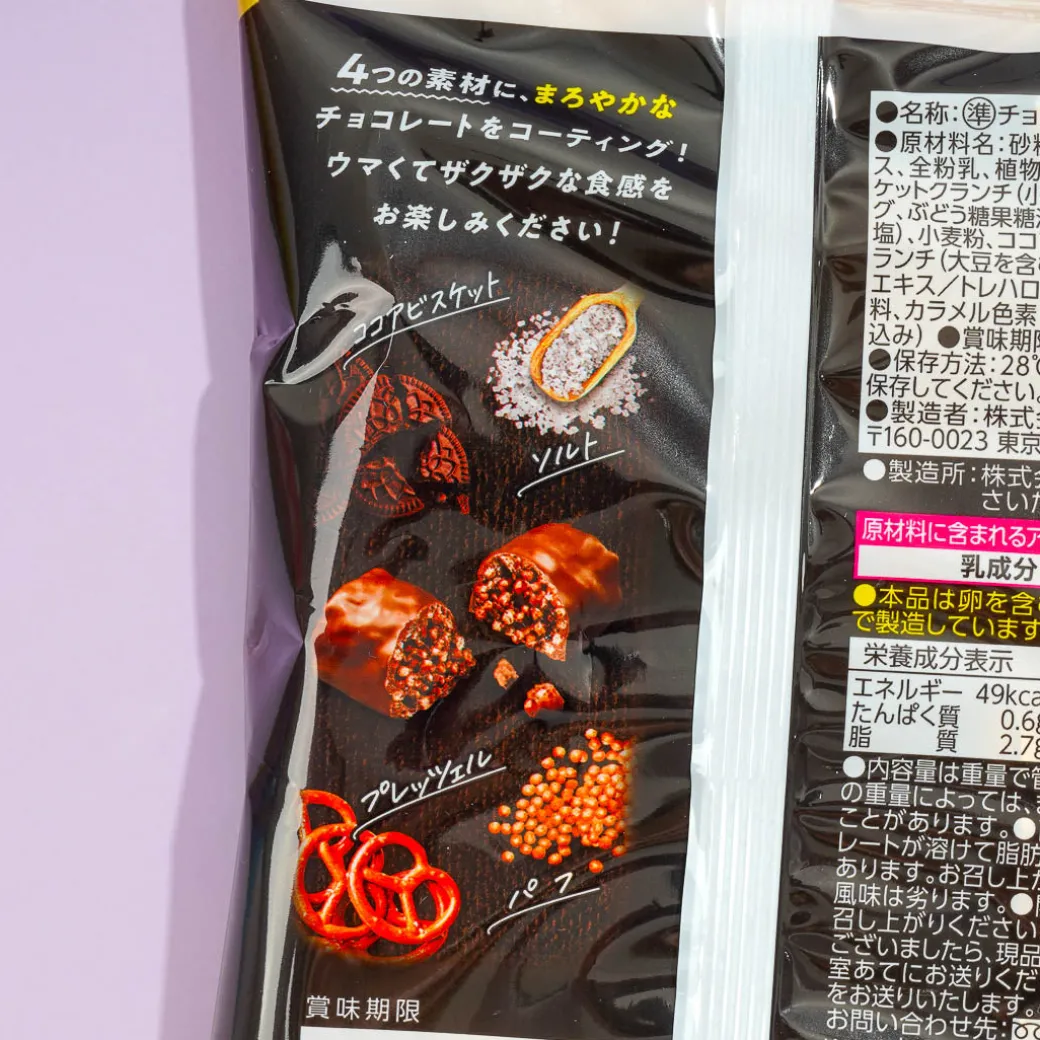 4つの素材に、まろやかな
チョコレートをコーティング!
ウマくてザクザクな食感を
お楽しみください!
ココアビスケット
ソルト
プレッツェル
パフ
賞味期限
●名称:㊜チョ
●原材料名:砂
ス、全粉乳、植物
ケットクランチ(小
グ、ぶどう糖果糖
塩)、小麦粉、ココ
ランチ(大豆を含
エキス/トレハロ
料、カラメル色素
込み) ●賞味期限
●保存方法:28℃
保存してください。
●製造者:株式会
〒160-0023 東京
●製造所:株式会
さいた
原材料に含まれるア
乳成分
●本品は卵を含
で製造しています
栄養成分表示
エネルギー 49kca
たんぱく質 0.6g
脂質 2.7g
●内容量は重量で管
の重量によっては、
ことがあります。●
レートが溶けて脂肪
あります。お召し上が
風味は劣ります。●
召し上がりください
ございましたら、現品
室あてにお送りくだ
をお送りいたします。
お問い合わせ先: